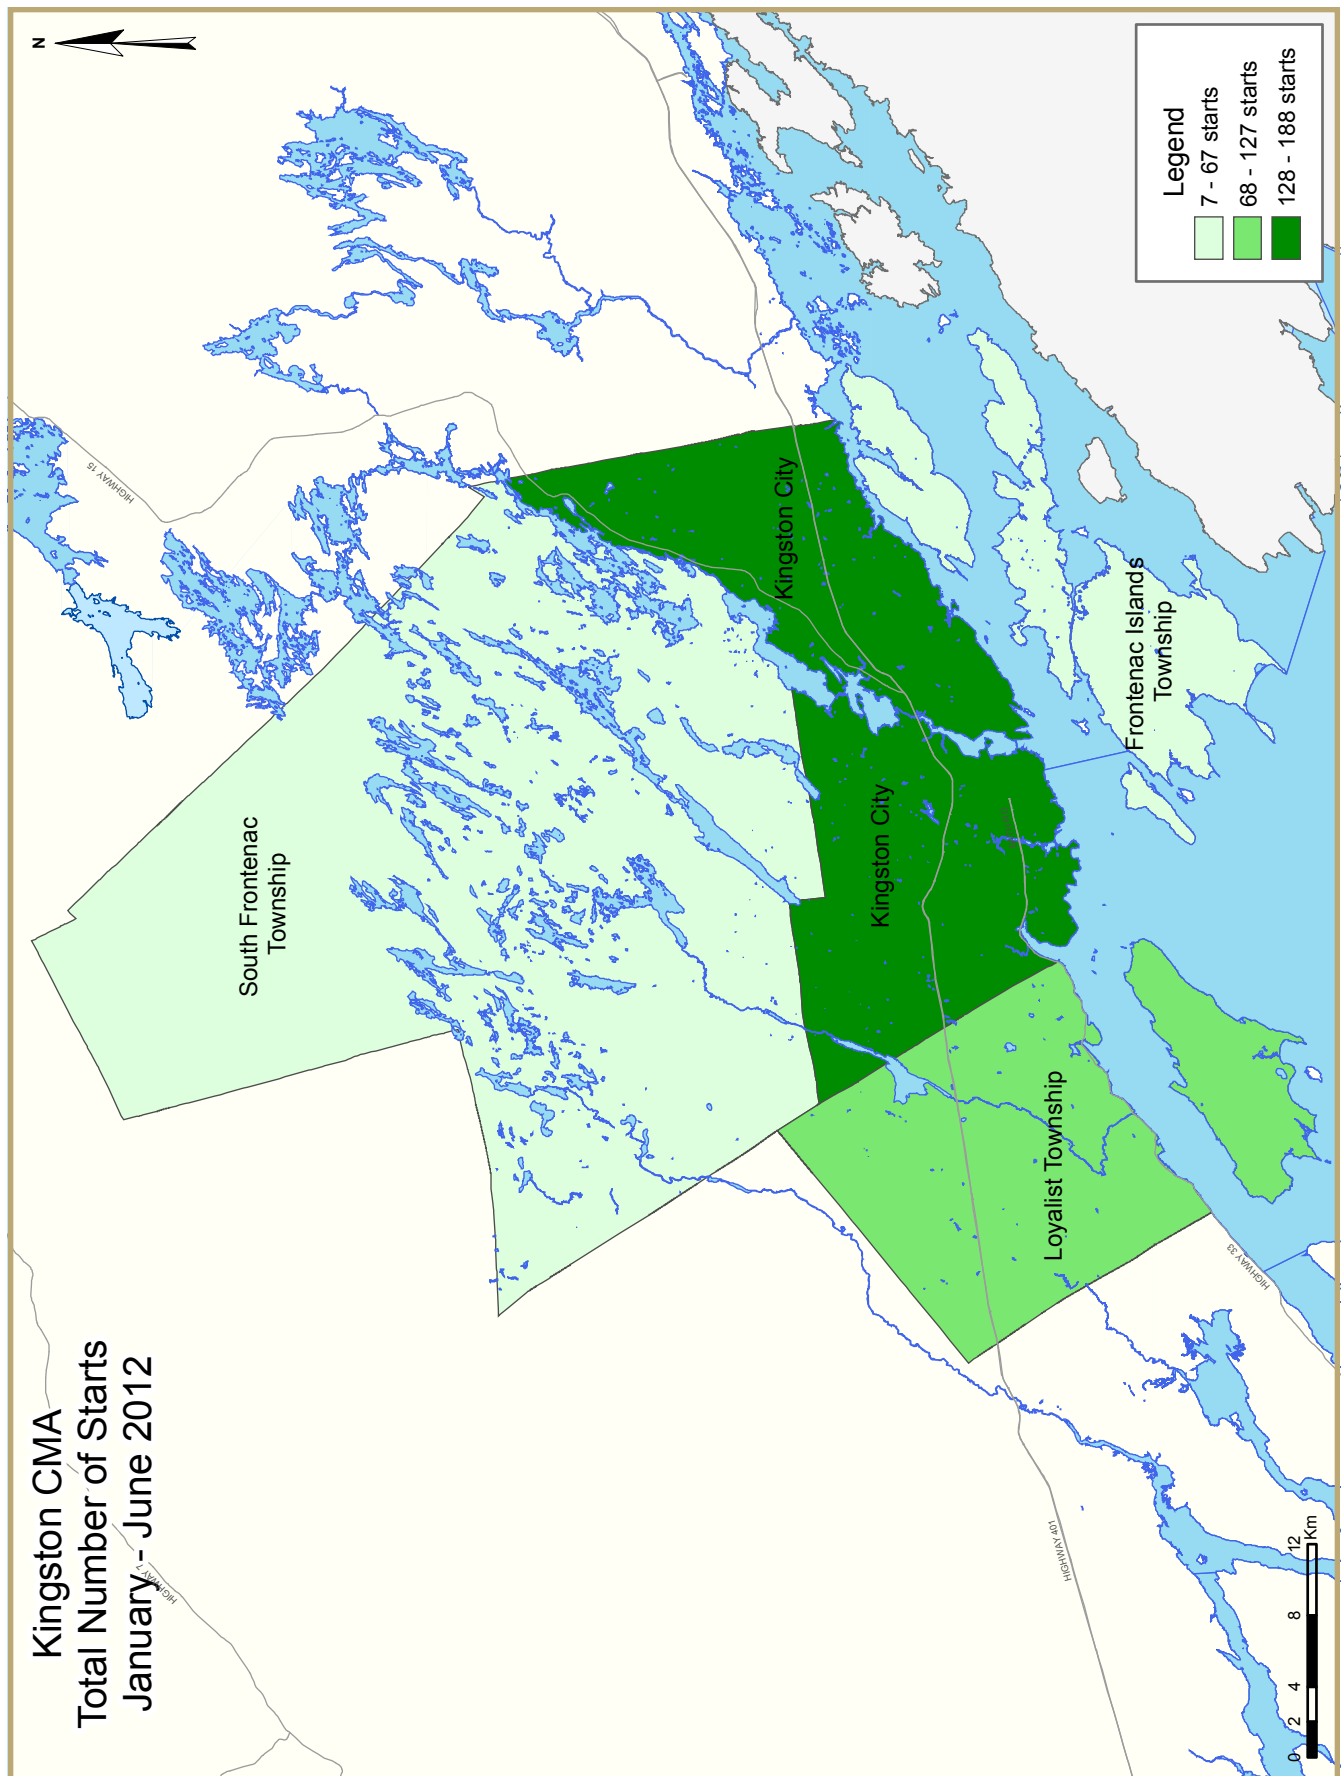 Kingston CMA
Total Number of Starts
January - June 2012
N
HIGHWAY 7
HIGHWAY 15
South Frontenac
Township
Kingston City
Kingston City
Loyalist Township
Frontenac Islands
Township
HIGHWAY 401
HIGHWAY 33
Legend
7 - 67 starts
68 - 127 starts
128 - 188 starts
0 2 4 8 12
Km